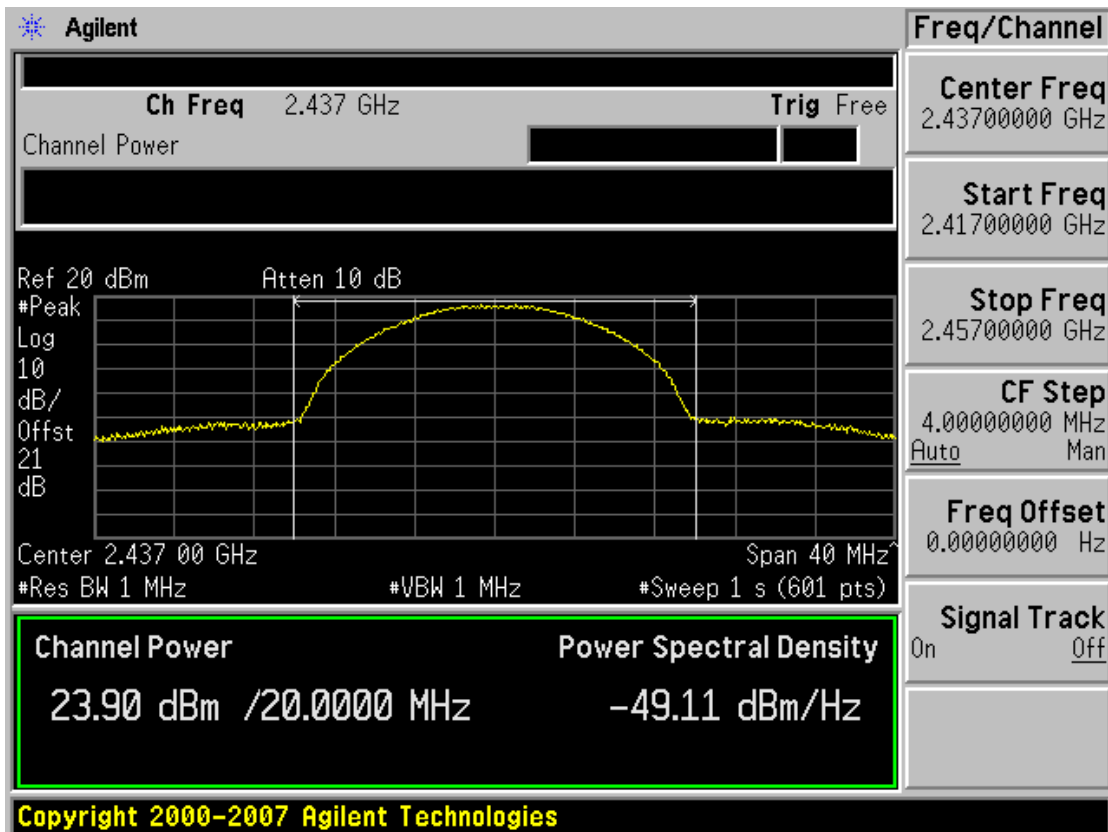 Agilent
Freq/Channel
Ch Freq 2.437 GHz Trig Free
Channel Power
Center Freq
2.43700000 GHz
Start Freq
2.41700000 GHz
Stop Freq
2.45700000 GHz
CF Step
4.00000000 MHz
Auto Man
Freq Offset
0.00000000 Hz
Signal Track
On Off
Ref 20 dBm Atten 10 dB
#Peak
Log
10
dB/
Offst
21
dB
Center 2.437 00 GHz Span 40 MHz^
#Res BW 1 MHz #VBW 1 MHz #Sweep 1 s (601 pts)
Channel Power Power Spectral Density
23.90 dBm /20.0000 MHz -49.11 dBm/Hz
Copyright 2000-2007 Agilent Technologies